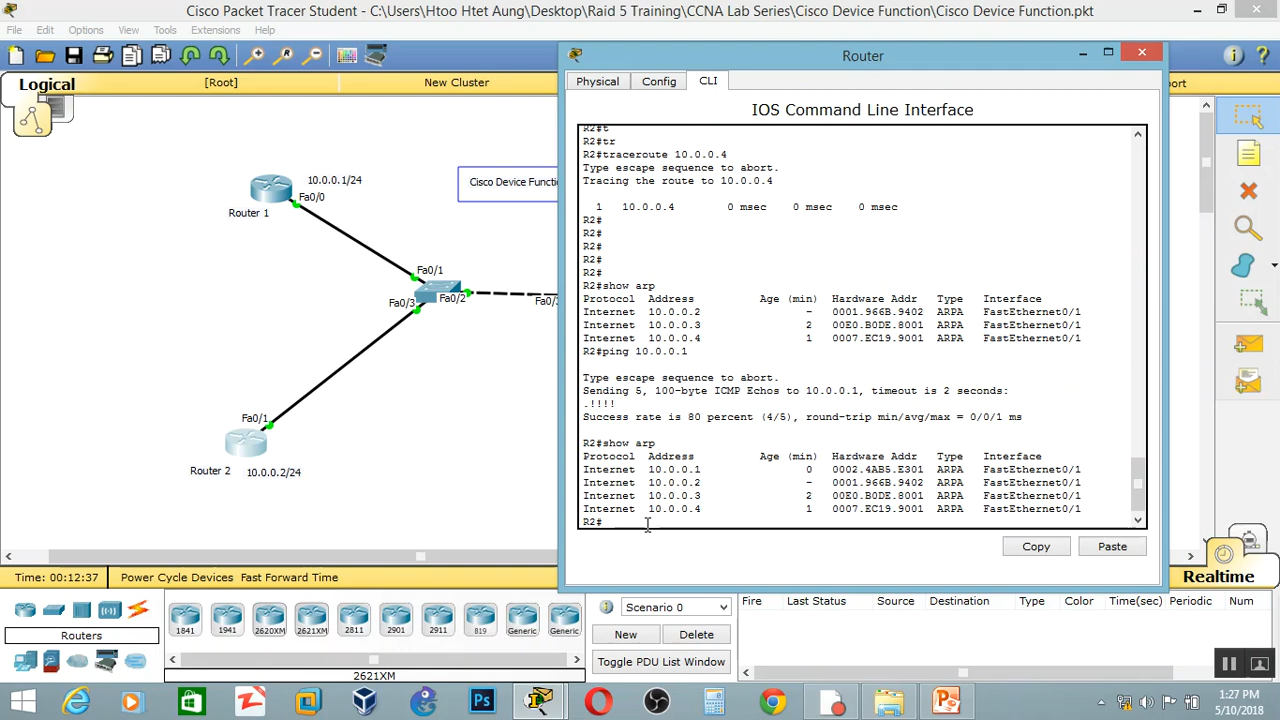 Cisco Packet Tracer Student - C:\Users\Htoo Htet Aung\Desktop\Raid 5 Training\CCNA Lab Series\Cisco Device Function\Cisco Device Function.pkt
File Edit Options View Tools Extensions Help
Logical
[Root]
New Cluster
port
Router
Physical Config CLI
IOS Command Line Interface
R2#t
R2#tr
R2#traceroute 10.0.0.4
Type escape sequence to abort.
Tracing the route to 10.0.0.4
1 10.0.0.4 0 msec 0 msec 0 msec
R2#
R2#
R2#
R2#
R2#
R2#show arp
Protocol Address Age (min) Hardware Addr Type Interface
Internet 10.0.0.2 - 0001.966B.9402 ARPA FastEthernet0/1
Internet 10.0.0.3 2 00E0.B0DE.8001 ARPA FastEthernet0/1
Internet 10.0.0.4 1 0007.EC19.9001 ARPA FastEthernet0/1
R2#ping 10.0.0.1
Type escape sequence to abort.
Sending 5, 100-byte ICMP Echos to 10.0.0.1, timeout is 2 seconds:
.!!!!
Success rate is 80 percent (4/5), round-trip min/avg/max = 0/0/1 ms
R2#show arp
Protocol Address Age (min) Hardware Addr Type Interface
Internet 10.0.0.1 0 0002.4AB5.E301 ARPA FastEthernet0/1
Internet 10.0.0.2 - 0001.966B.9402 ARPA FastEthernet0/1
Internet 10.0.0.3 2 00E0.B0DE.8001 ARPA FastEthernet0/1
Internet 10.0.0.4 1 0007.EC19.9001 ARPA FastEthernet0/1
R2#
Copy Paste
Cisco Device Functi
10.0.0.1/24
Fa0/0
Router 1
Fa0/1
Fa0/3
Fa0/2
Fa0/
Fa0/1
Router 2
10.0.0.2/24
Time: 00:12:37 Power Cycle Devices Fast Forward Time
Realtime
Routers
1841 1941 2620XM 2621XM 2811 2901 2911 819 Generic Generic
2621XM
Scenario 0
New Delete
Toggle PDU List Window
Fire Last Status Source Destination Type Color Time(sec) Periodic Num
1:27 PM
5/10/2018